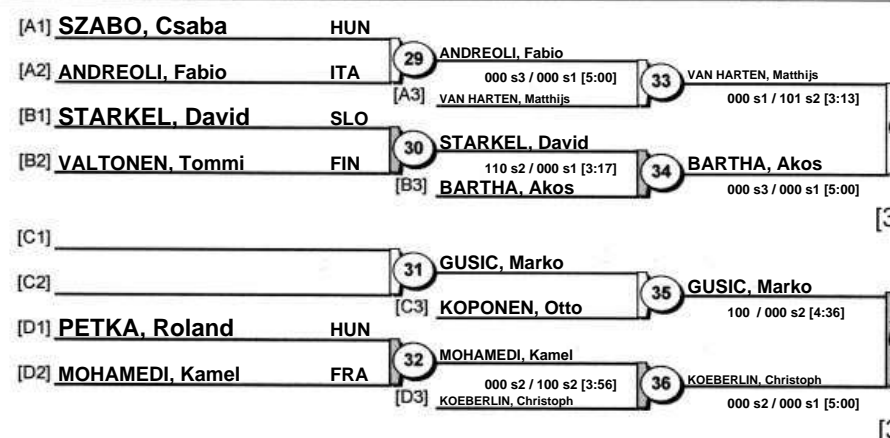 [A1] SZABO, Csaba HUN
[A2] ANDREOLI, Fabio ITA
29
ANDREOLI, Fabio
000 s3 / 000 s1 [5:00]
[A3] VAN HARTEN, Matthijs
33
VAN HARTEN, Matthijs
000 s1 / 101 s2 [3:13]
[B1] STARKEL, David SLO
[B2] VALTONEN, Tommi FIN
30
STARKEL, David
110 s2 / 000 s1 [3:17]
[B3] BARTHA, Akos
34
BARTHA, Akos
000 s3 / 000 s1 [5:00]
[3
[C1]
[C2]
31
GUSIC, Marko
[C3] KOPONEN, Otto
35
GUSIC, Marko
100 / 000 s2 [4:36]
[D1] PETKA, Roland HUN
[D2] MOHAMEDI, Kamel FRA
32
MOHAMEDI, Kamel
000 s2 / 100 s2 [3:56]
[D3] KOEBERLIN, Christoph
36
KOEBERLIN, Christoph
000 s2 / 000 s1 [5:00]
[3